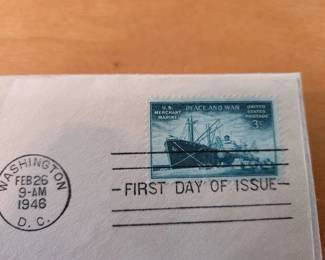 U.S. MERCHANT MARINE
PEACE AND WAR
UNITED STATES POSTAGE
3¢
WASHINGTON
FEB 26
9-AM
1946
D. C.
FIRST DAY OF ISSUE